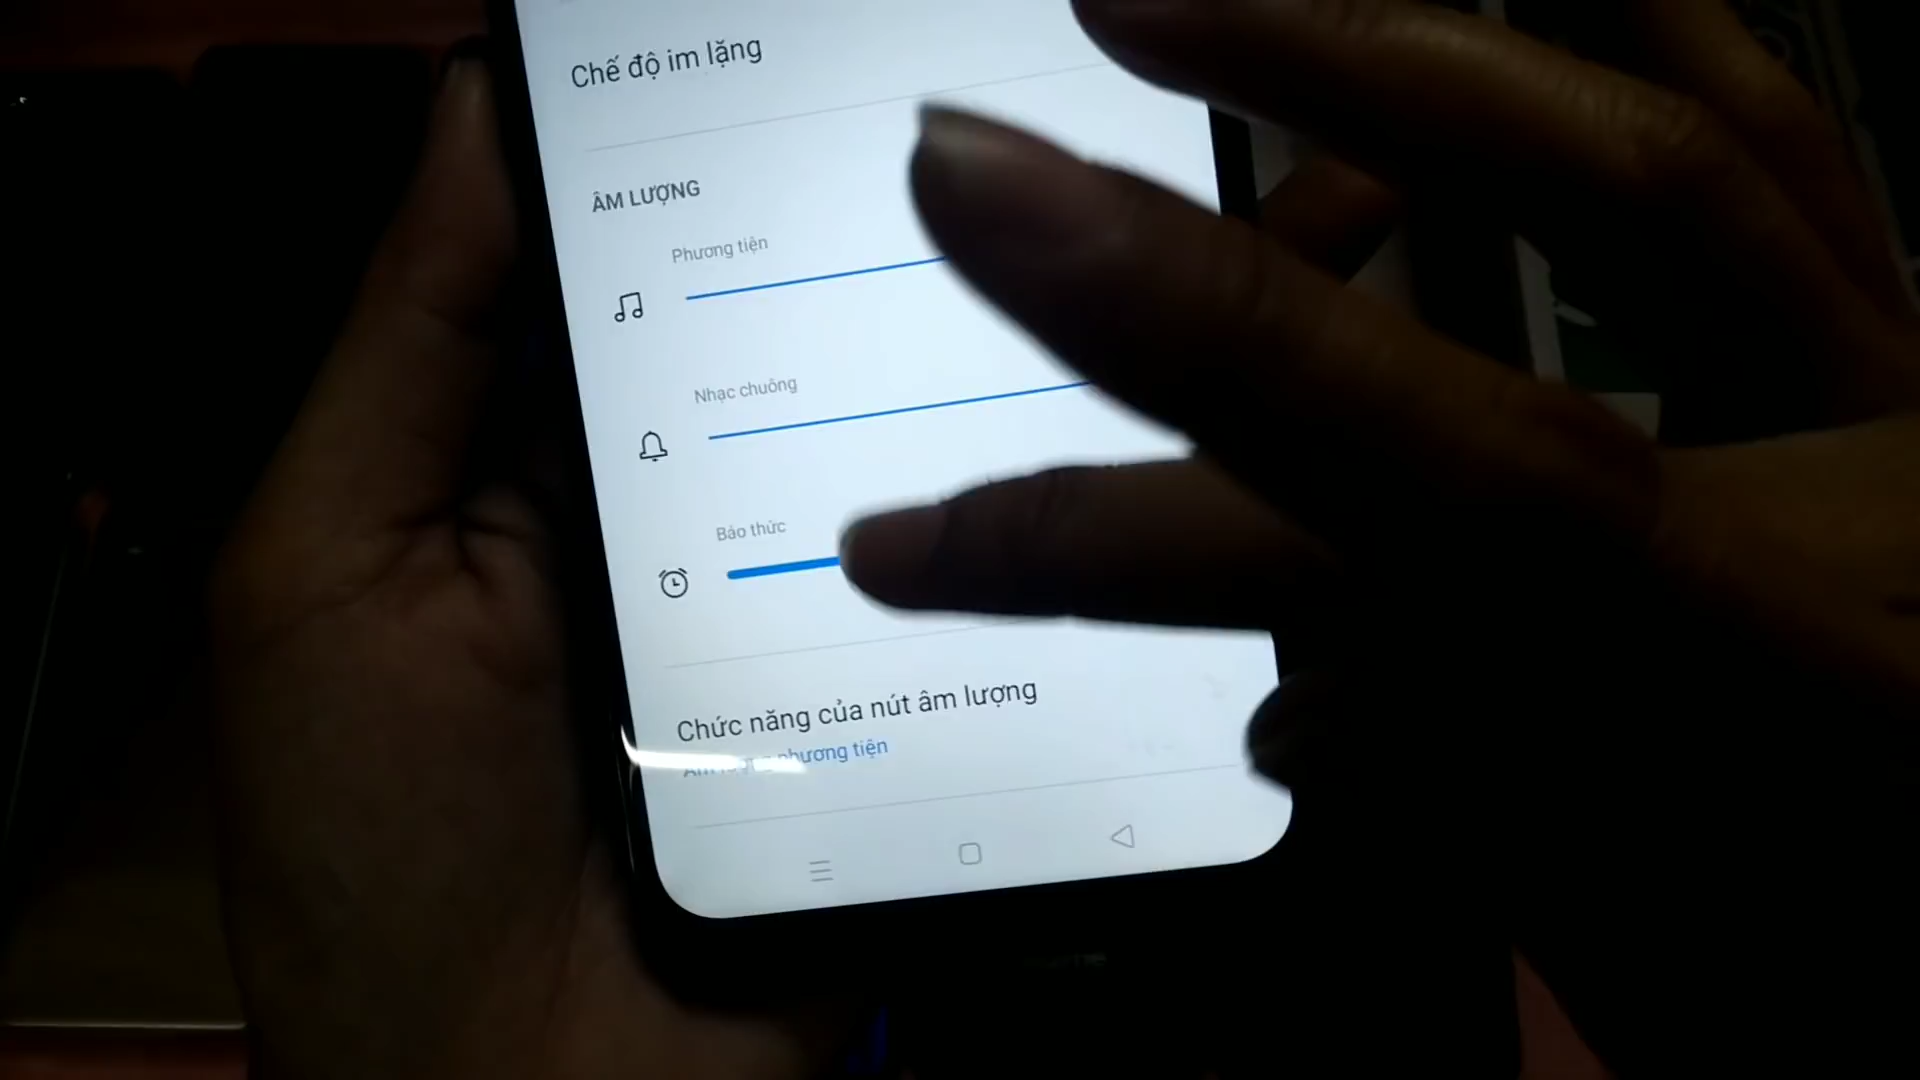 Chế độ im lặng
ÂM LƯỢNG
Phương tiện
Nhạc chuông
Báo thức
Chức năng của nút âm lượng
phương tiện